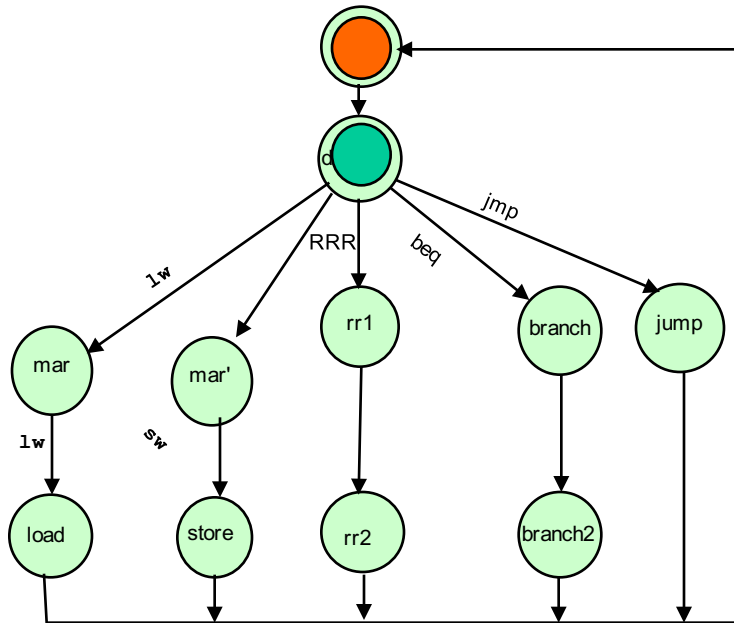 d
jmp
RRR
beq
lw
rr1
branch
jump
mar
mar'
lw
sw
load
store
rr2
branch2